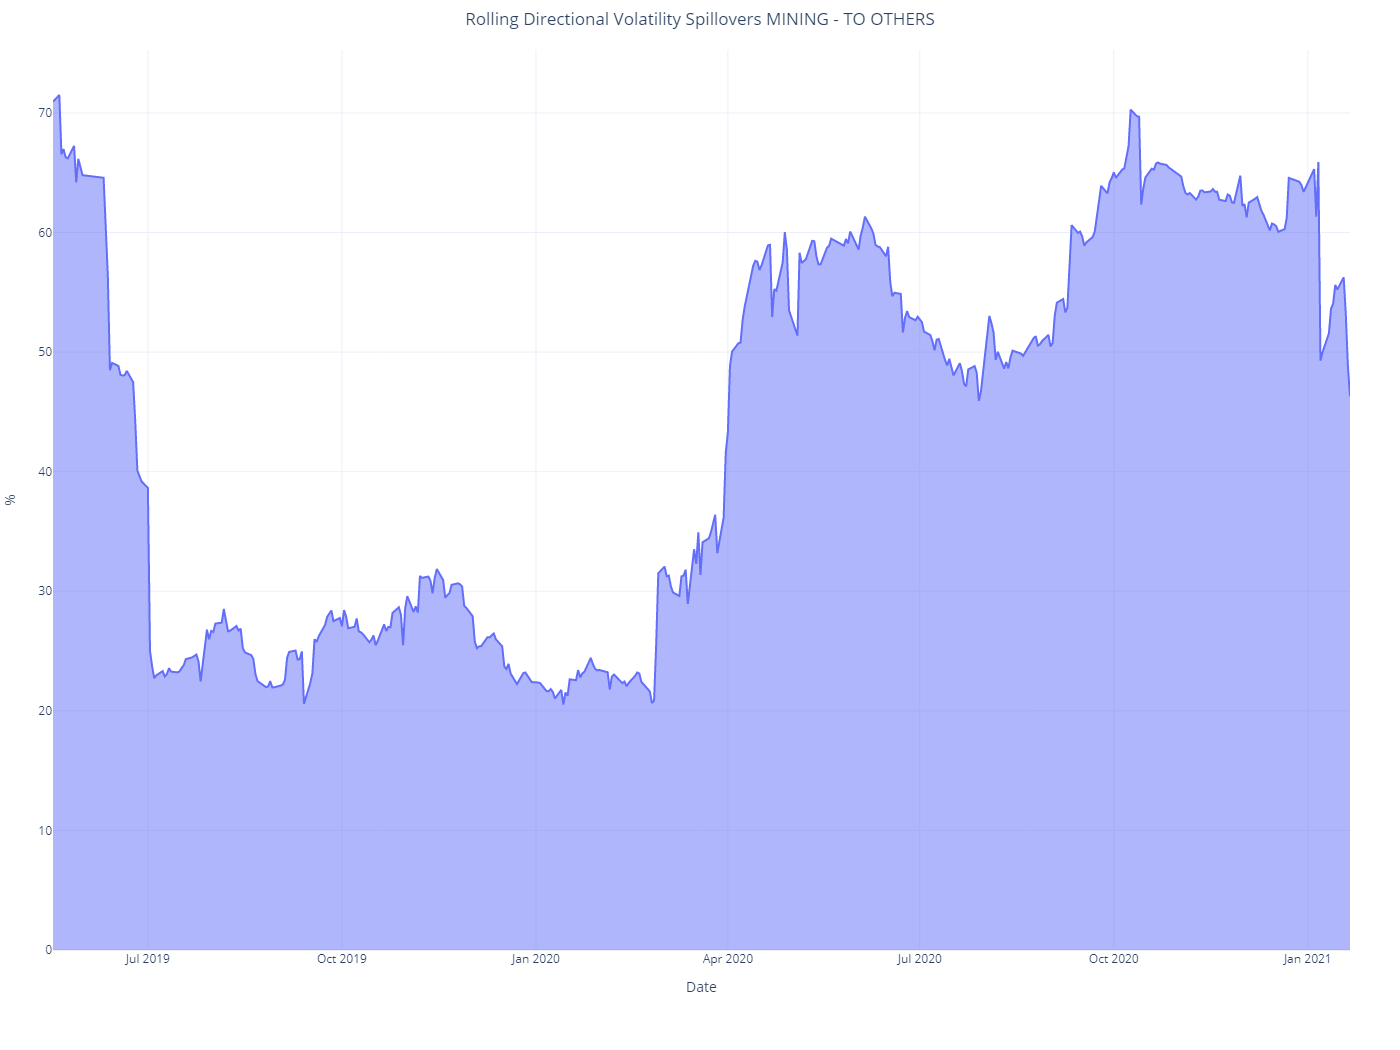 Rolling Directional Volatility Spillovers MINING - TO OTHERS
70
60
50
40
30
20
10
0
%
Jul 2019
Oct 2019
Jan 2020
Apr 2020
Jul 2020
Oct 2020
Jan 2021
Date